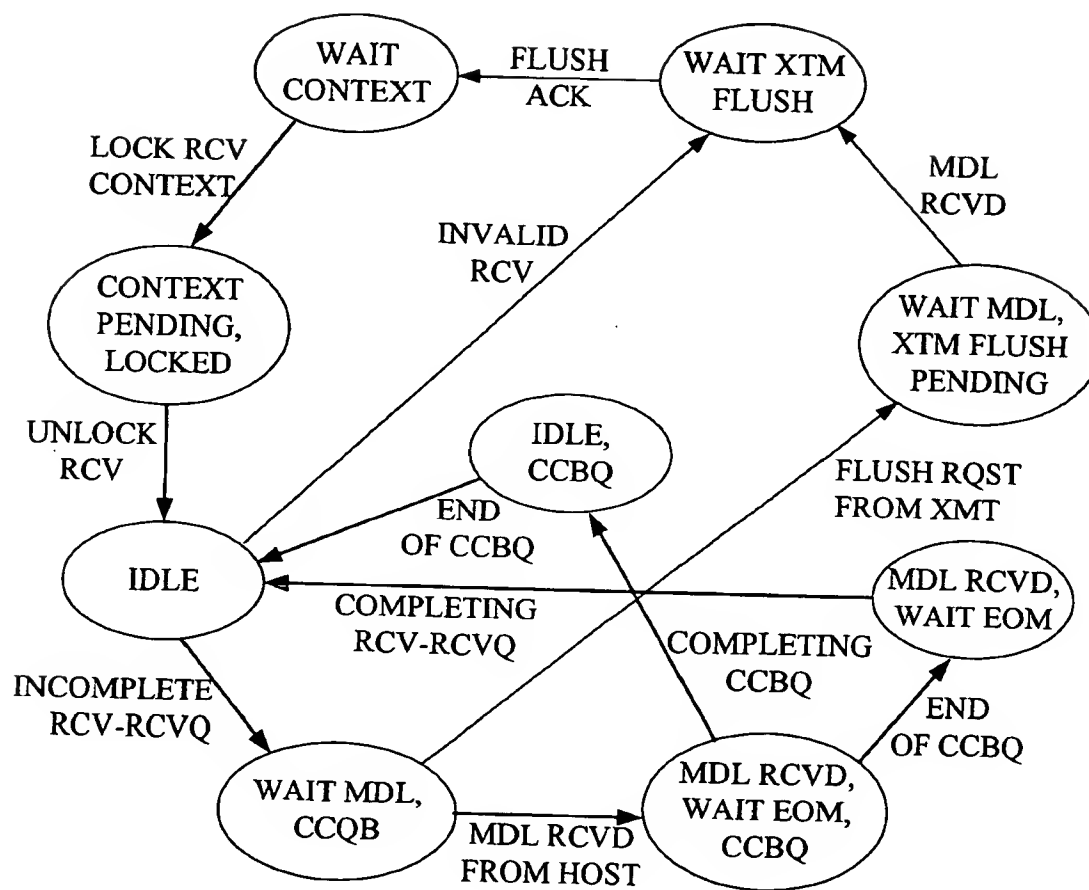 WAIT
CONTEXT
FLUSH
ACK
WAIT XTM
FLUSH
LOCK RCV
CONTEXT
MDL
RCVD
INVALID
RCV
CONTEXT
PENDING,
LOCKED
WAIT MDL,
XTM FLUSH
PENDING
UNLOCK
RCV
IDLE,
CCBQ
FLUSH RQST
FROM XMT
END
OF CCBQ
IDLE
MDL RCVD,
WAIT EOM
COMPLETING
RCV-RCVQ
COMPLETING
CCBQ
INCOMPLETE
RCV-RCVQ
END
OF CCBQ
WAIT MDL,
CCQB
MDL RCVD
FROM HOST
MDL RCVD,
WAIT EOM,
CCBQ